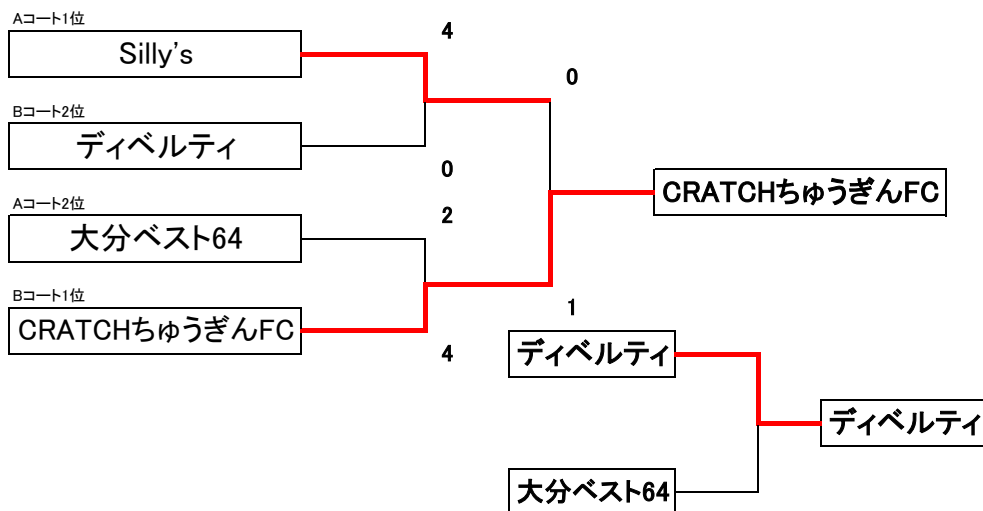 Aコート1位
Silly's
4
0
Bコート2位
ディベルティ
0
CRATCHちゅうぎんFC
Aコート2位
2
大分ベスト64
Bコート1位
CRATCHちゅうぎんFC
4
1
ディベルティ
ディベルティ
大分ベスト64